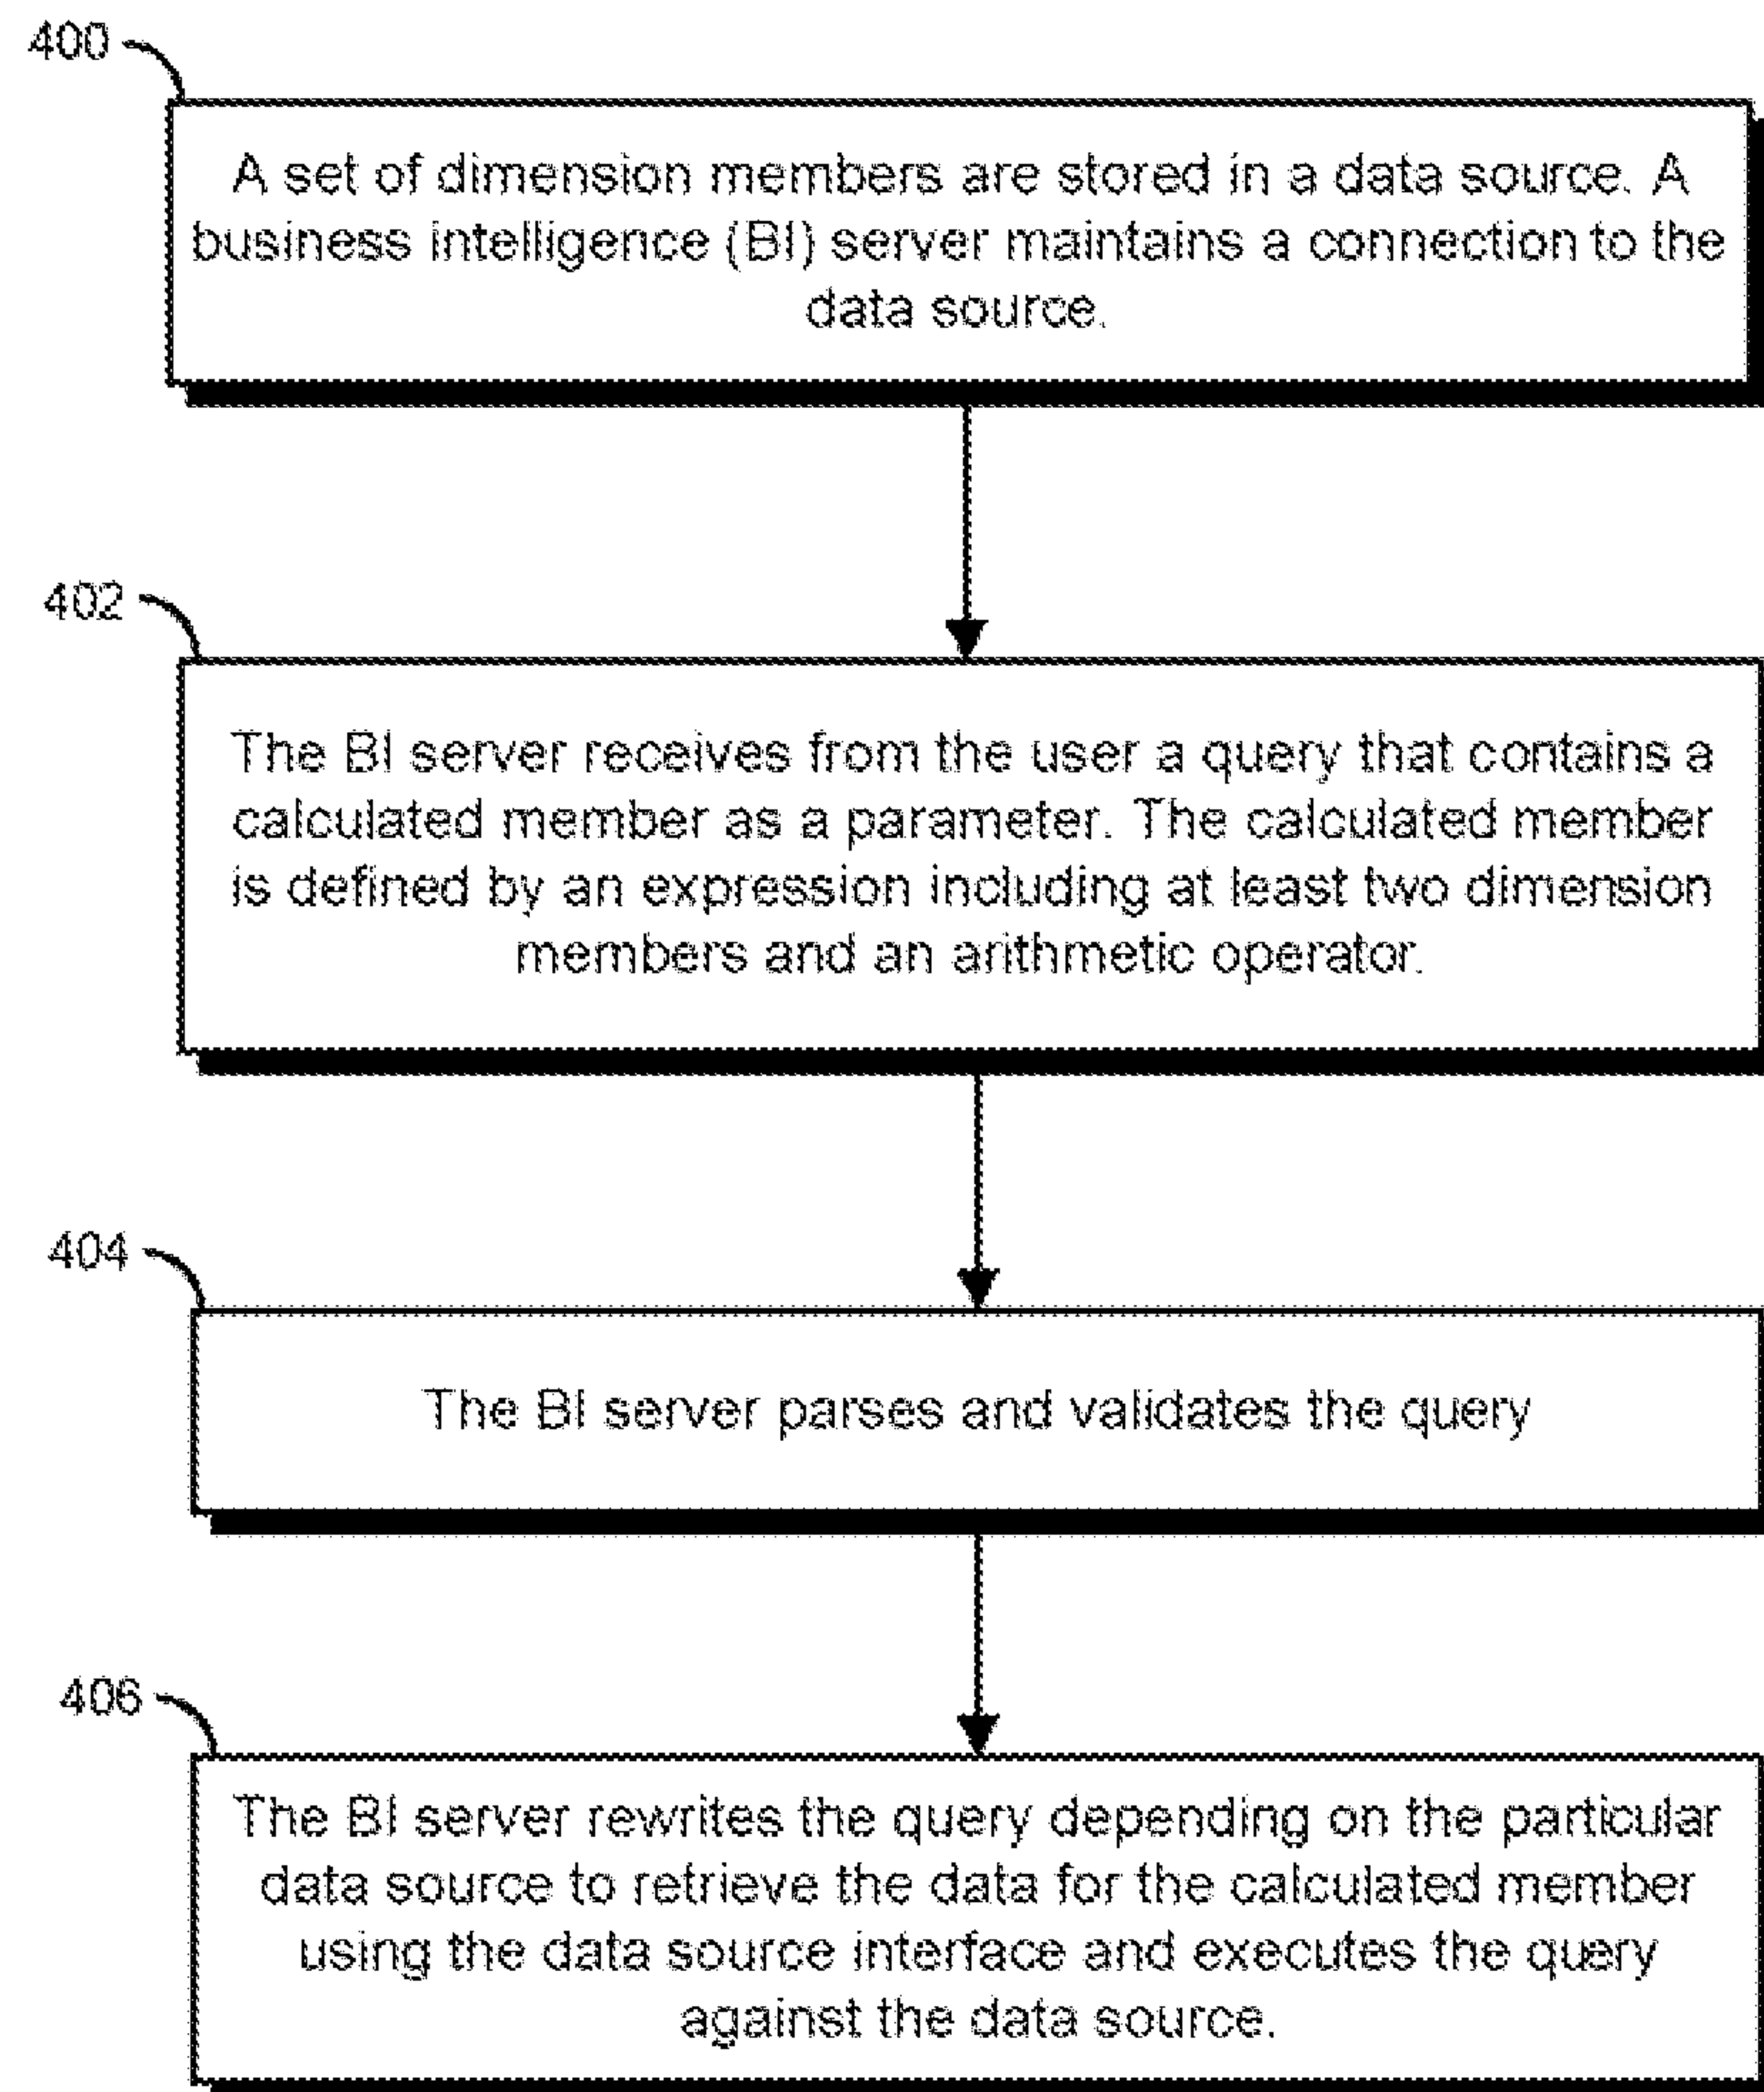 400
A set of dimension members are stored in a data source. A
business intelligence (BI) server maintains a connection to the
data source.
402
The BI server receives from the user a query that contains a
calculated member as a parameter. The calculated member
is defined by an expression including at least two dimension
members and an arithmetic operator.
404
The BI server parses and validates the query
406
The BI server rewrites the query depending on the particular
data source to retrieve the data for the calculated member
using the data source interface and executes the query
against the data source.